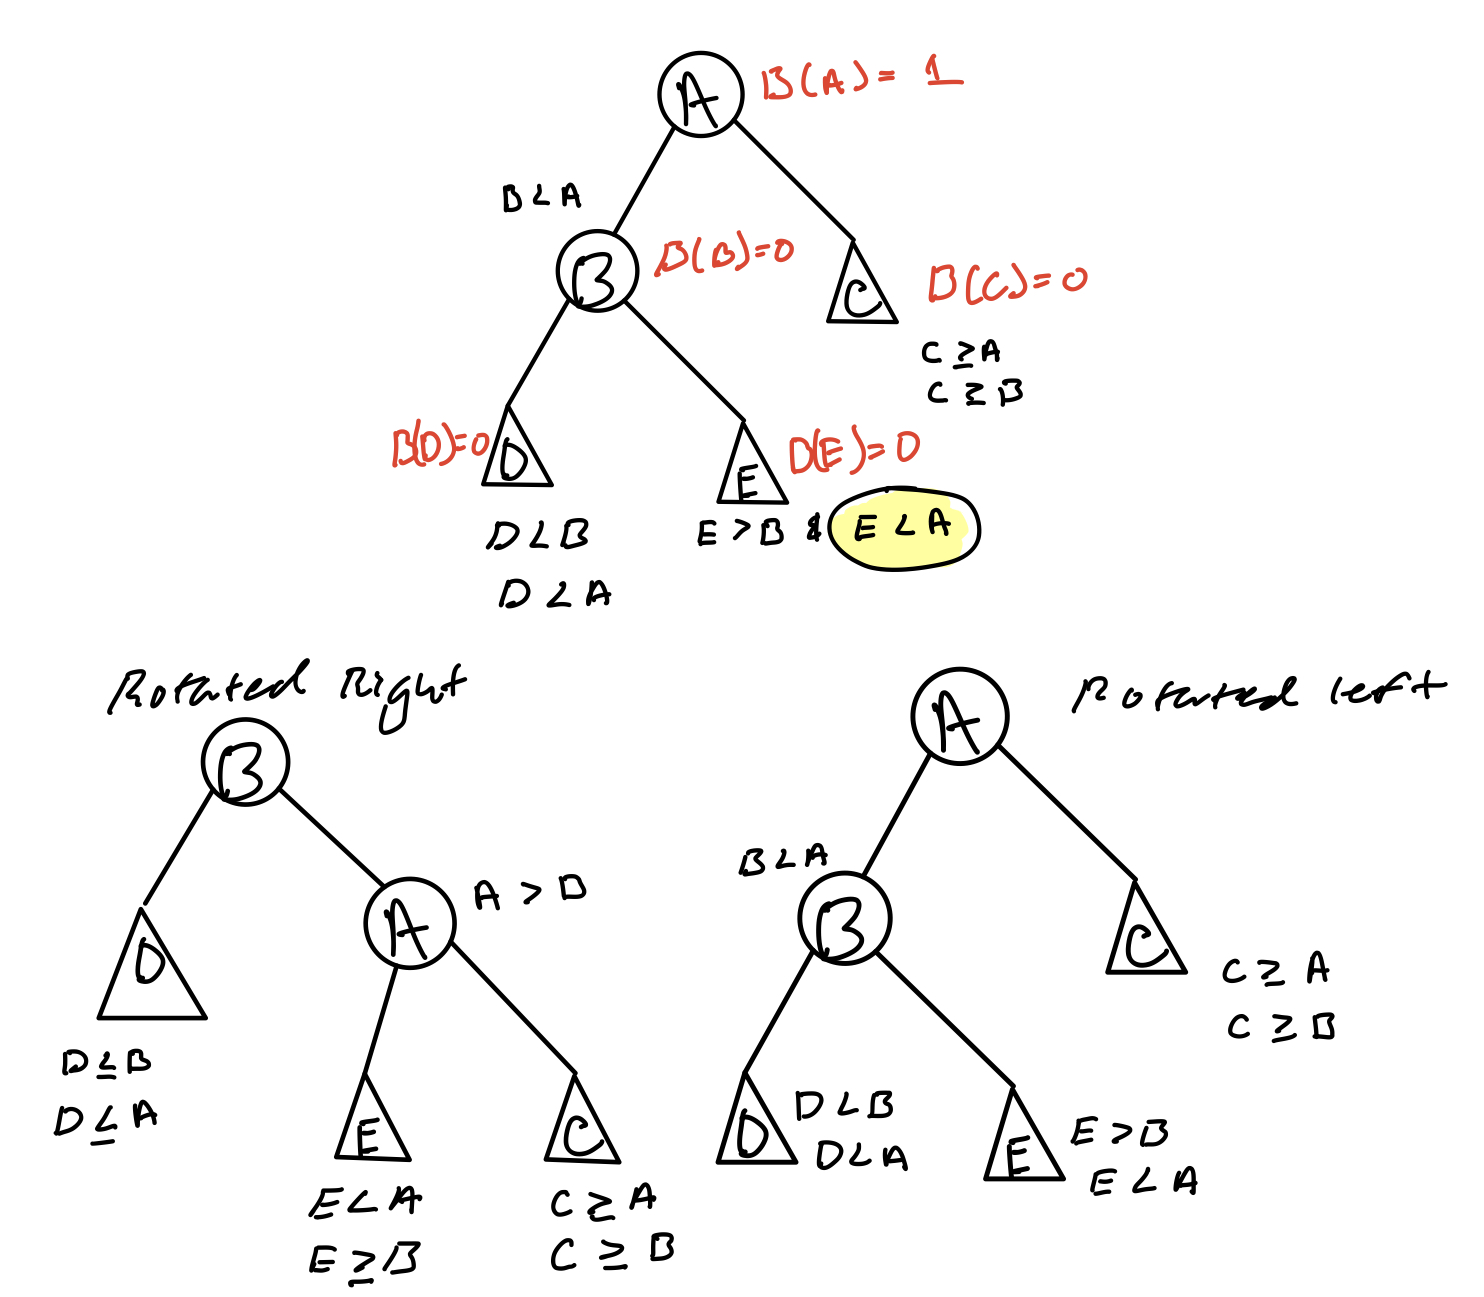 A
B(A) = 1
B < A
B
B(B)=0
C
B(C)=0
C ≥ A
C ≥ B
B(D)=0
D
E
B(E)=0
D < B
E > B & E < A
D < A
Rotated Right
B
D
A
A > B
D ≤ B
D ≤ A
E
C
E < A
E ≥ B
C ≥ A
C ≥ B
Rotated left
A
B < A
B
C
C ≥ A
C ≥ B
D
D < B
D < A
E
E > B
E < A